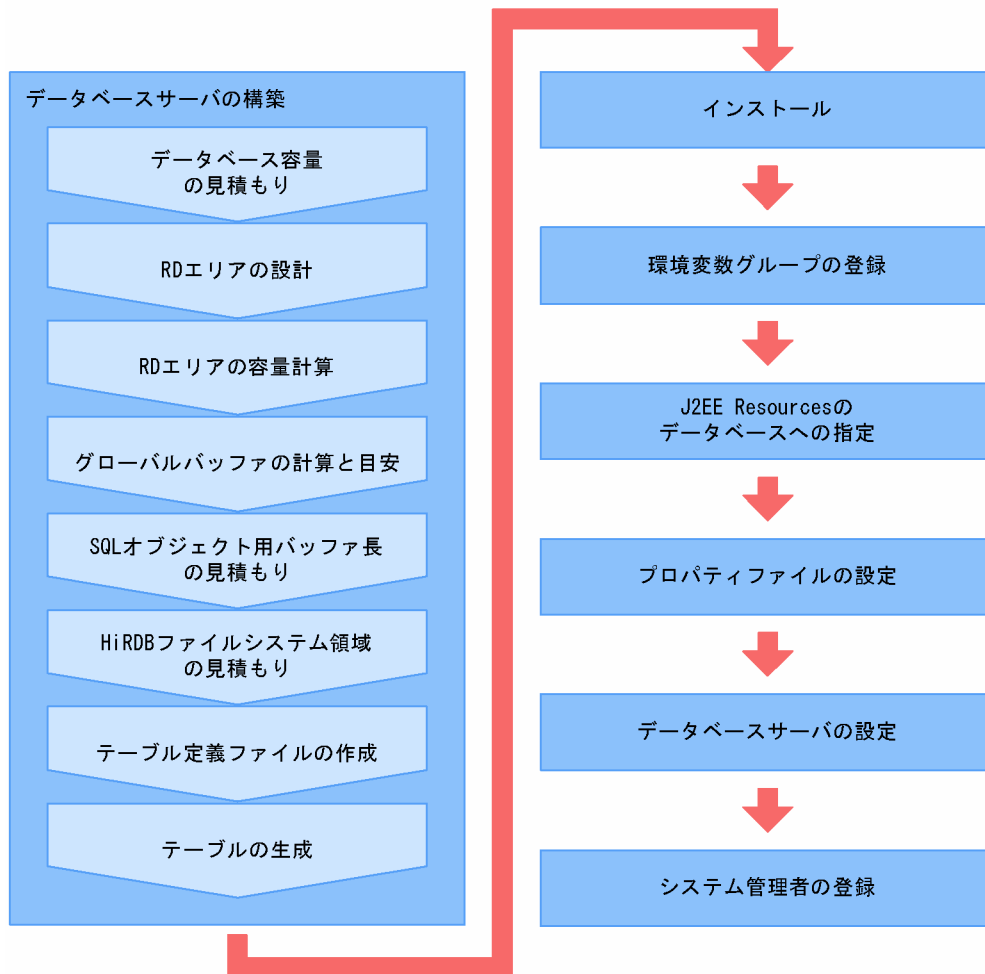 データベースサーバの構築
データベース容量
の見積もり
RDエリアの設計
RDエリアの容量計算
グローバルバッファの計算と目安
SQLオブジェクト用バッファ長
の見積もり
HiRDBファイルシステム領域
の見積もり
テーブル定義ファイルの作成
テーブルの生成
インストール
環境変数グループの登録
J2EE Resourcesの
データベースへの指定
プロパティファイルの設定
データベースサーバの設定
システム管理者の登録